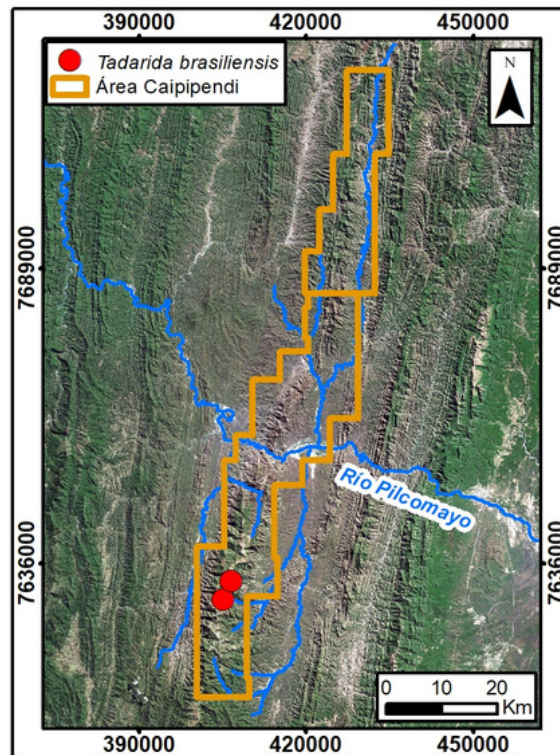 390000 420000 450000
Tadarida brasiliensis
Área Caipipendi
N
7689000 7689000
Río Pilcomayo
7636000 7636000
0 10 20
Km
390000 420000 450000